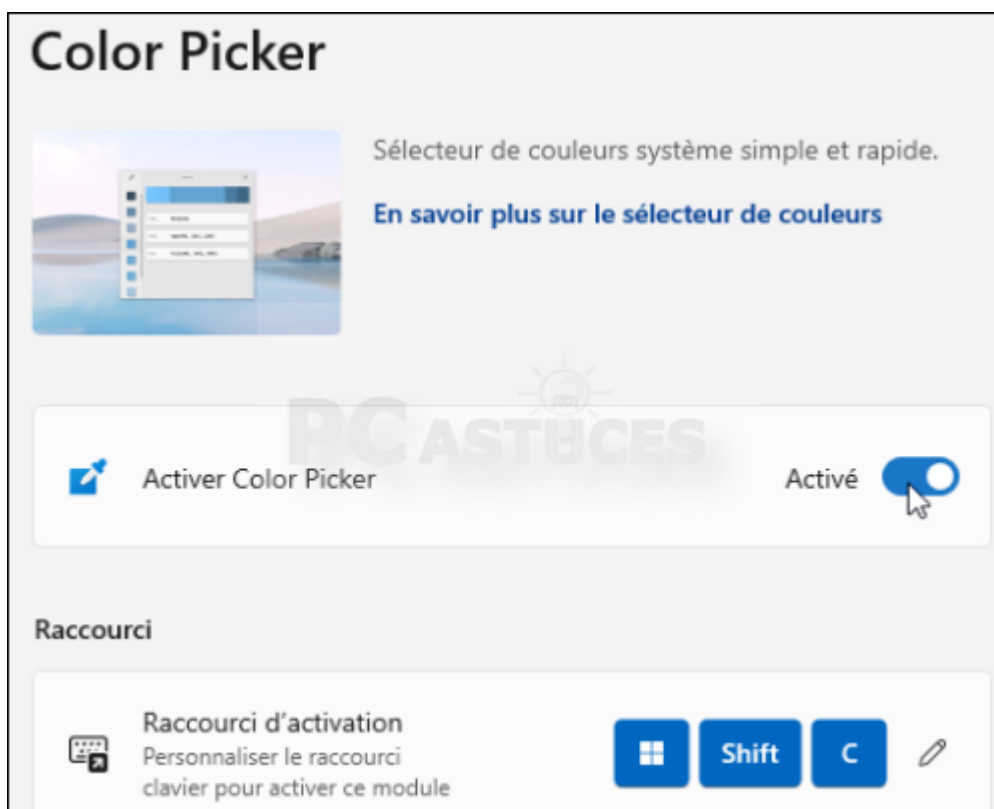 Color Picker
Sélecteur de couleurs système simple et rapide.
En savoir plus sur le sélecteur de couleurs
PC ASTUCES
Activer Color Picker
Activé
Raccourci
Raccourci d'activation
Personnaliser le raccourci
clavier pour activer ce module
Shift
C